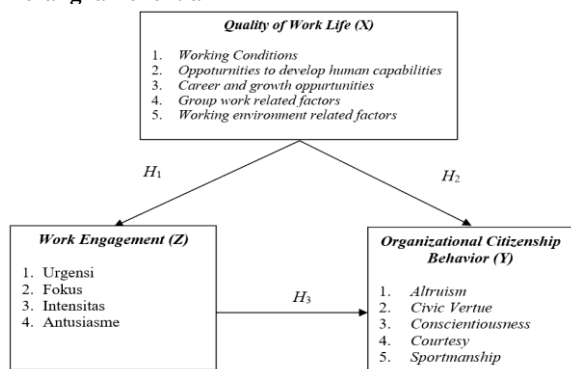 Quality of Work Life (X)
1. Working Conditions
2. Oppoturnities to develop human capabilities
3. Career and growth oppurtunities
4. Group work related factors
5. Working environment related factors
H1
H2
Work Engagement (Z)
1. Urgensi
2. Fokus
3. Intensitas
4. Antusiasme
H3
Organizational Citizenship
Behavior (Y)
1. Altruism
2. Civic Vertue
3. Conscientiousness
4. Courtesy
5. Sportmanship